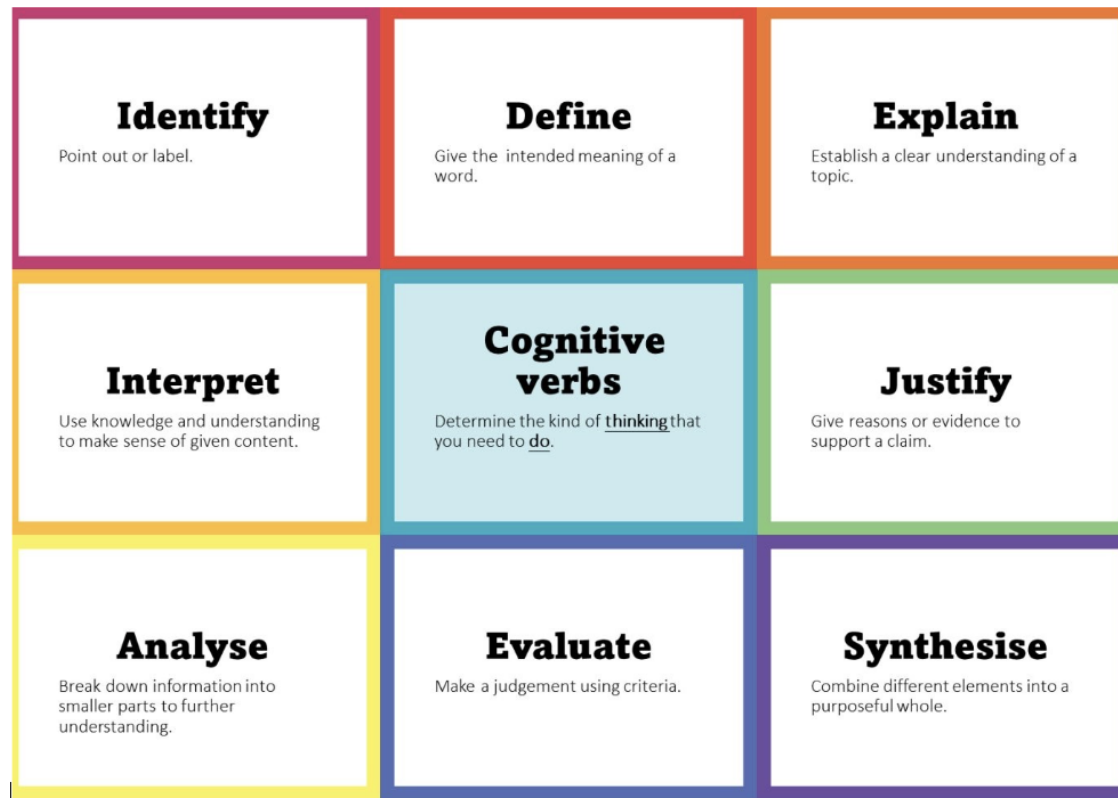 Identify
Point out or label.
Define
Give the intended meaning of a
word.
Explain
Establish a clear understanding of a
topic.
Interpret
Use knowledge and understanding
to make sense of given content.
Cognitive
verbs
Determine the kind of thinking that
you need to do.
Justify
Give reasons or evidence to
support a claim.
Analyse
Break down information into
smaller parts to further
understanding.
Evaluate
Make a judgement using criteria.
Synthesise
Combine different elements into a
purposeful whole.